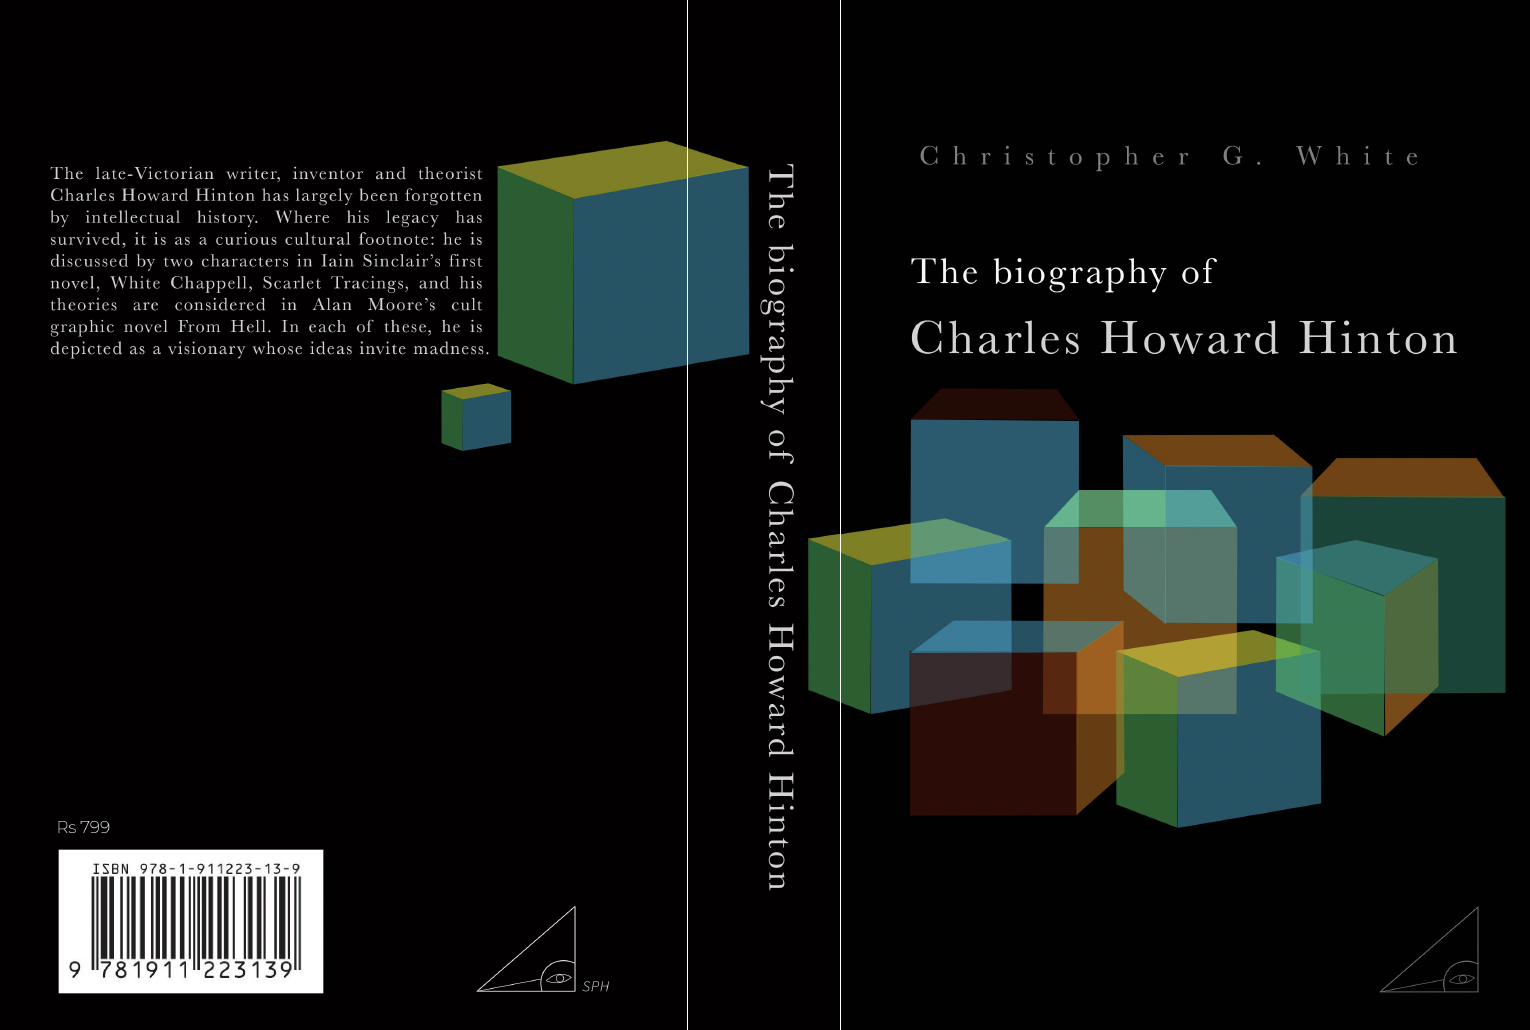 The late-Victorian writer, inventor and theorist
Charles Howard Hinton has largely been forgotten
by intellectual history. Where his legacy has
survived, it is as a curious cultural footnote: he is
discussed by two characters in Iain Sinclair’s first
novel, White Chappell, Scarlet Tracings, and his
theories are considered in Alan Moore’s cult
graphic novel From Hell. In each of these, he is
depicted as a visionary whose ideas invite madness.
Rs 799
ISBN 978-1-911223-13-9
9 781911 223139
SPH
The biography of Charles Howard Hinton
Christopher G. White
The biography of
Charles Howard Hinton